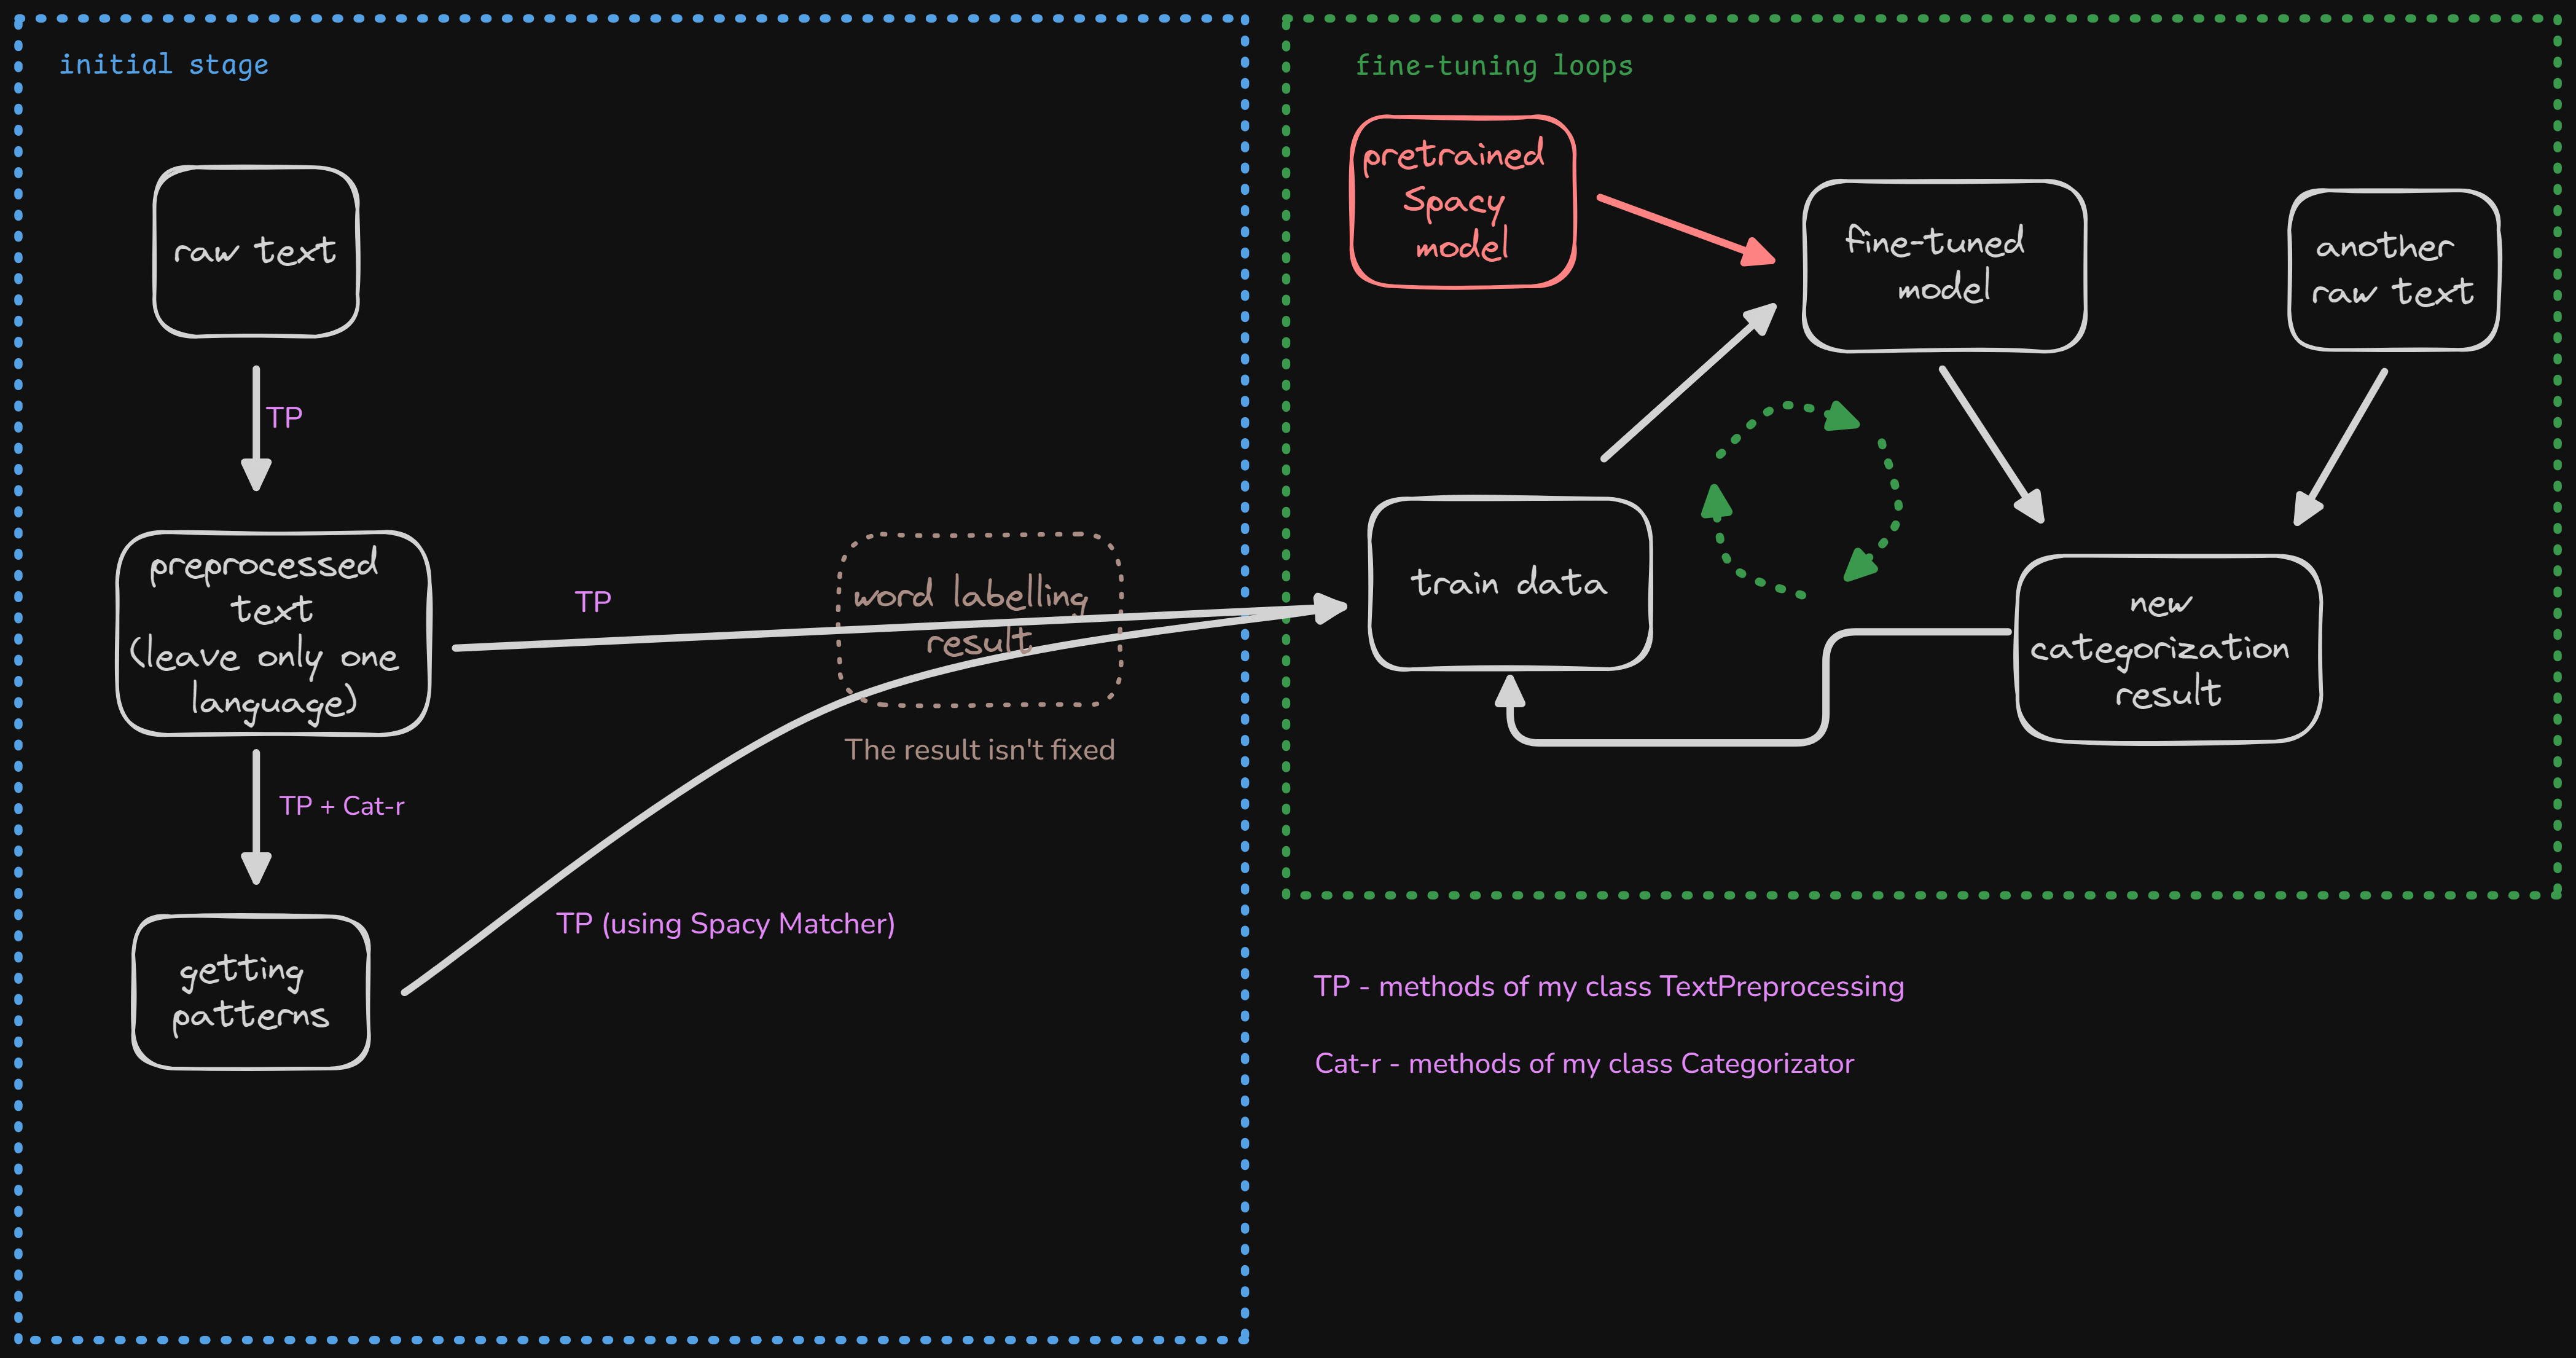 initial stage
raw text
TP
preprocessed
text
(leave only one
language)
TP
word labelling
result
The result isn't fixed
TP + Cat-r
getting
patterns
TP (using Spacy Matcher)
fine-tuning loops
pretrained
Spacy
model
fine-tuned
model
another
raw text
train data
new
categorization
result
TP - methods of my class TextPreprocessing
Cat-r - methods of my class Categorizator